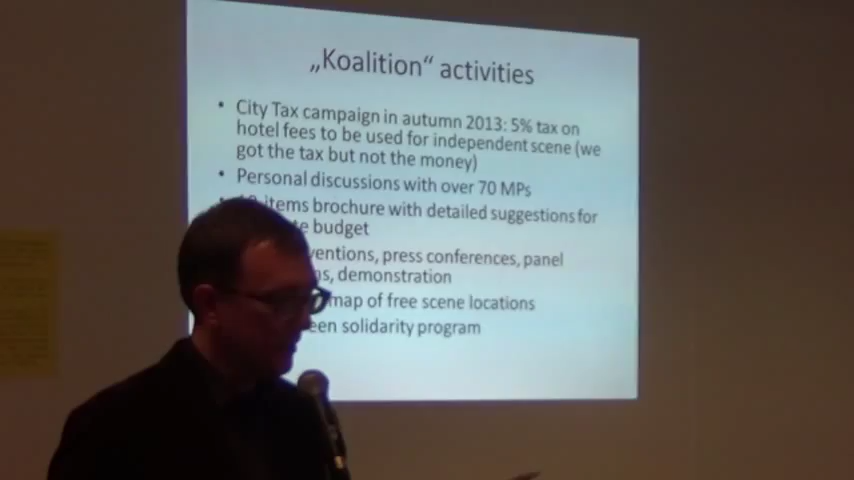 „Koalition“ activities
• City Tax campaign in autumn 2013: 5% tax on
hotel fees to be used for independent scene (we
got the tax but not the money)
• Personal discussions with over 70 MPs
• items brochure with detailed suggestions for
budget
press conferences, panel
demonstration
map of free scene locations
solidarity program